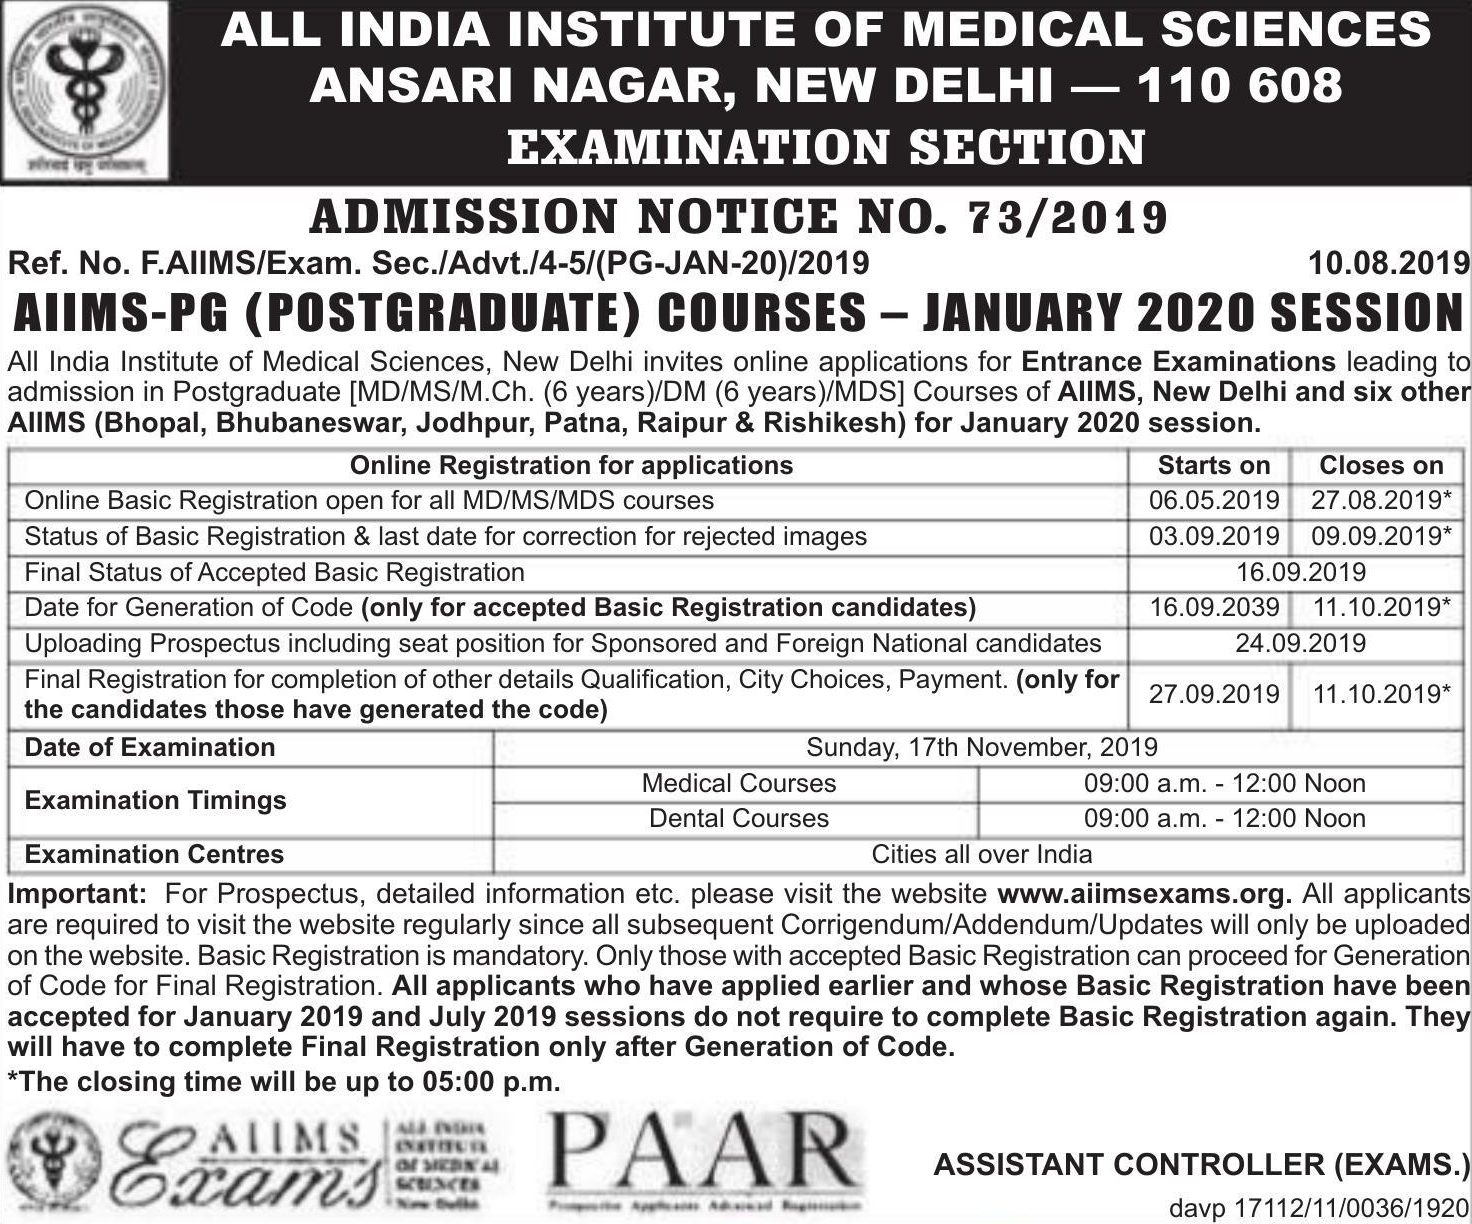 ALL INDIA INSTITUTE OF MEDICAL SCIENCES
ANSARI NAGAR, NEW DELHI — 110 608
EXAMINATION SECTION
ADMISSION NOTICE NO. 73/2019
Ref. No. F.AIIMS/Exam. Sec./Advt./4-5/(PG-JAN-20)/2019 10.08.2019
AIIMS-PG (POSTGRADUATE) COURSES – JANUARY 2020 SESSION
All India Institute of Medical Sciences, New Delhi invites online applications for Entrance Examinations leading to
admission in Postgraduate [MD/MS/M.Ch. (6 years)/DM (6 years)/MDS] Courses of AIIMS, New Delhi and six other
AIIMS (Bhopal, Bhubaneswar, Jodhpur, Patna, Raipur & Rishikesh) for January 2020 session.
Online Registration for applications Starts on Closes on
Online Basic Registration open for all MD/MS/MDS courses 06.05.2019 27.08.2019*
Status of Basic Registration & last date for correction for rejected images 03.09.2019 09.09.2019*
Final Status of Accepted Basic Registration 16.09.2019
Date for Generation of Code (only for accepted Basic Registration candidates) 16.09.2039 11.10.2019*
Uploading Prospectus including seat position for Sponsored and Foreign National candidates 24.09.2019
Final Registration for completion of other details Qualification, City Choices, Payment. (only for
the candidates those have generated the code) 27.09.2019 11.10.2019*
Date of Examination Sunday, 17th November, 2019
Examination Timings Medical Courses 09:00 a.m. - 12:00 Noon
Dental Courses 09:00 a.m. - 12:00 Noon
Examination Centres Cities all over India
Important: For Prospectus, detailed information etc. please visit the website www.aiimsexams.org. All applicants
are required to visit the website regularly since all subsequent Corrigendum/Addendum/Updates will only be uploaded
on the website. Basic Registration is mandatory. Only those with accepted Basic Registration can proceed for Generation
of Code for Final Registration. All applicants who have applied earlier and whose Basic Registration have been
accepted for January 2019 and July 2019 sessions do not require to complete Basic Registration again. They
will have to complete Final Registration only after Generation of Code.
*The closing time will be up to 05:00 p.m.
AIIMS
Exams
ALL INDIA
INSTITUTE
OF MEDICAL
SCIENCES
New Delhi
PAAR
Prospective Applicants Advanced Registration
ASSISTANT CONTROLLER (EXAMS.)
davp 17112/11/0036/1920